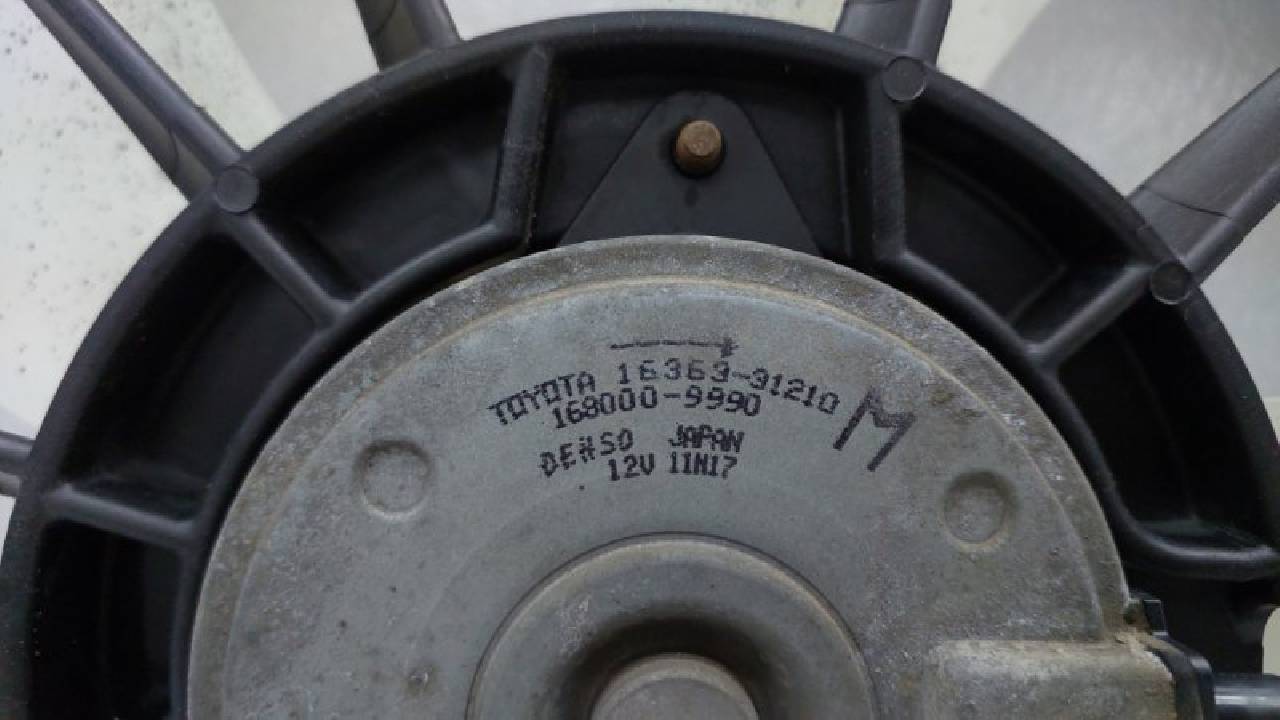 TOYOTA 16363-31210
168000-9990
M
DENSO JAPAN
12V 11N17